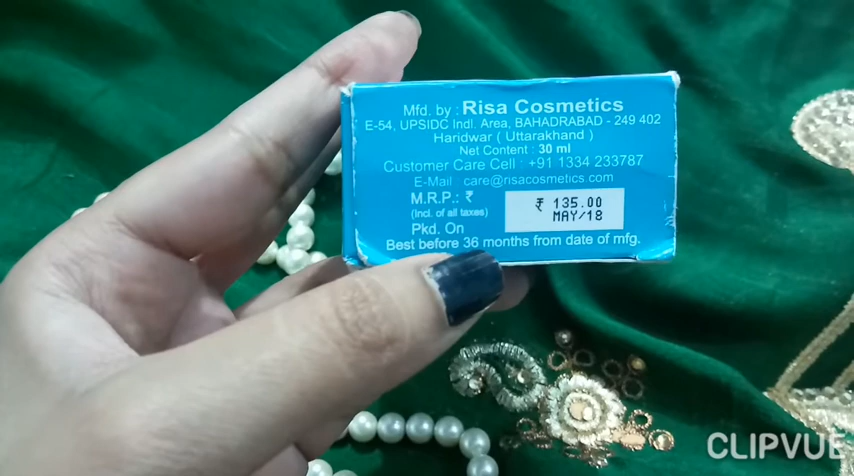 Mfd. by : Risa Cosmetics
E-54, UPSIDC Indl. Area, BAHADRABAD - 249 402
Haridwar ( Uttarakhand )
Net Content : 30 ml
Customer Care Cell : +91 1334 233787
E-Mail : care@risacosmetics.com
M.R.P.: ₹ ₹ 135.00
(Incl. of all taxes)
Pkd. On MAY/18
Best before 36 months from date of mfg.
CLIPVUE